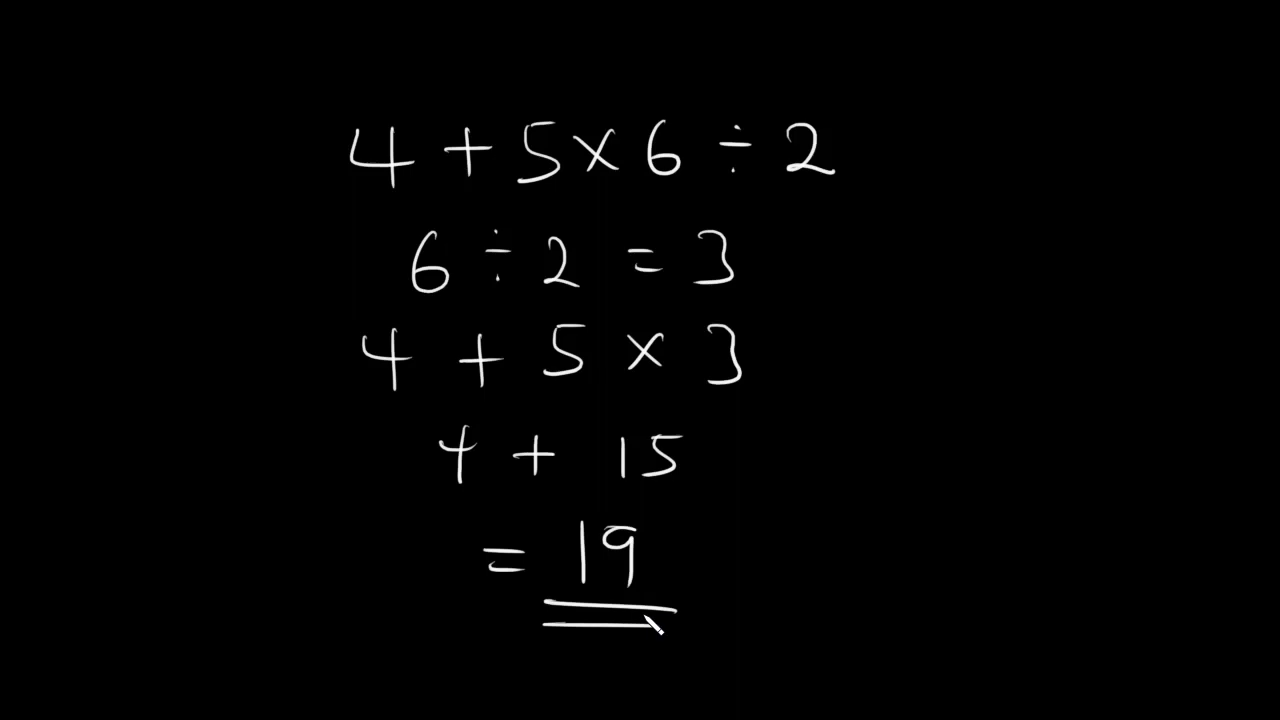 4 + 5 × 6 ÷ 2
6 ÷ 2 = 3
4 + 5 × 3
4 + 15
= 19